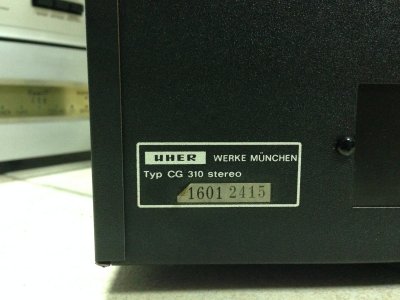 UHER WERKE MÜNCHEN
Typ CG 310 stereo
1601 2415